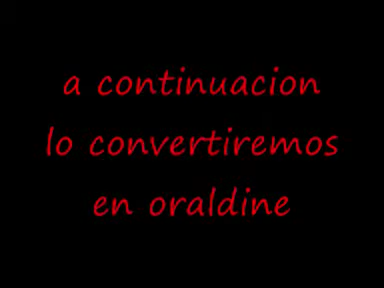 a continuacion
lo convertiremos
en oraldine